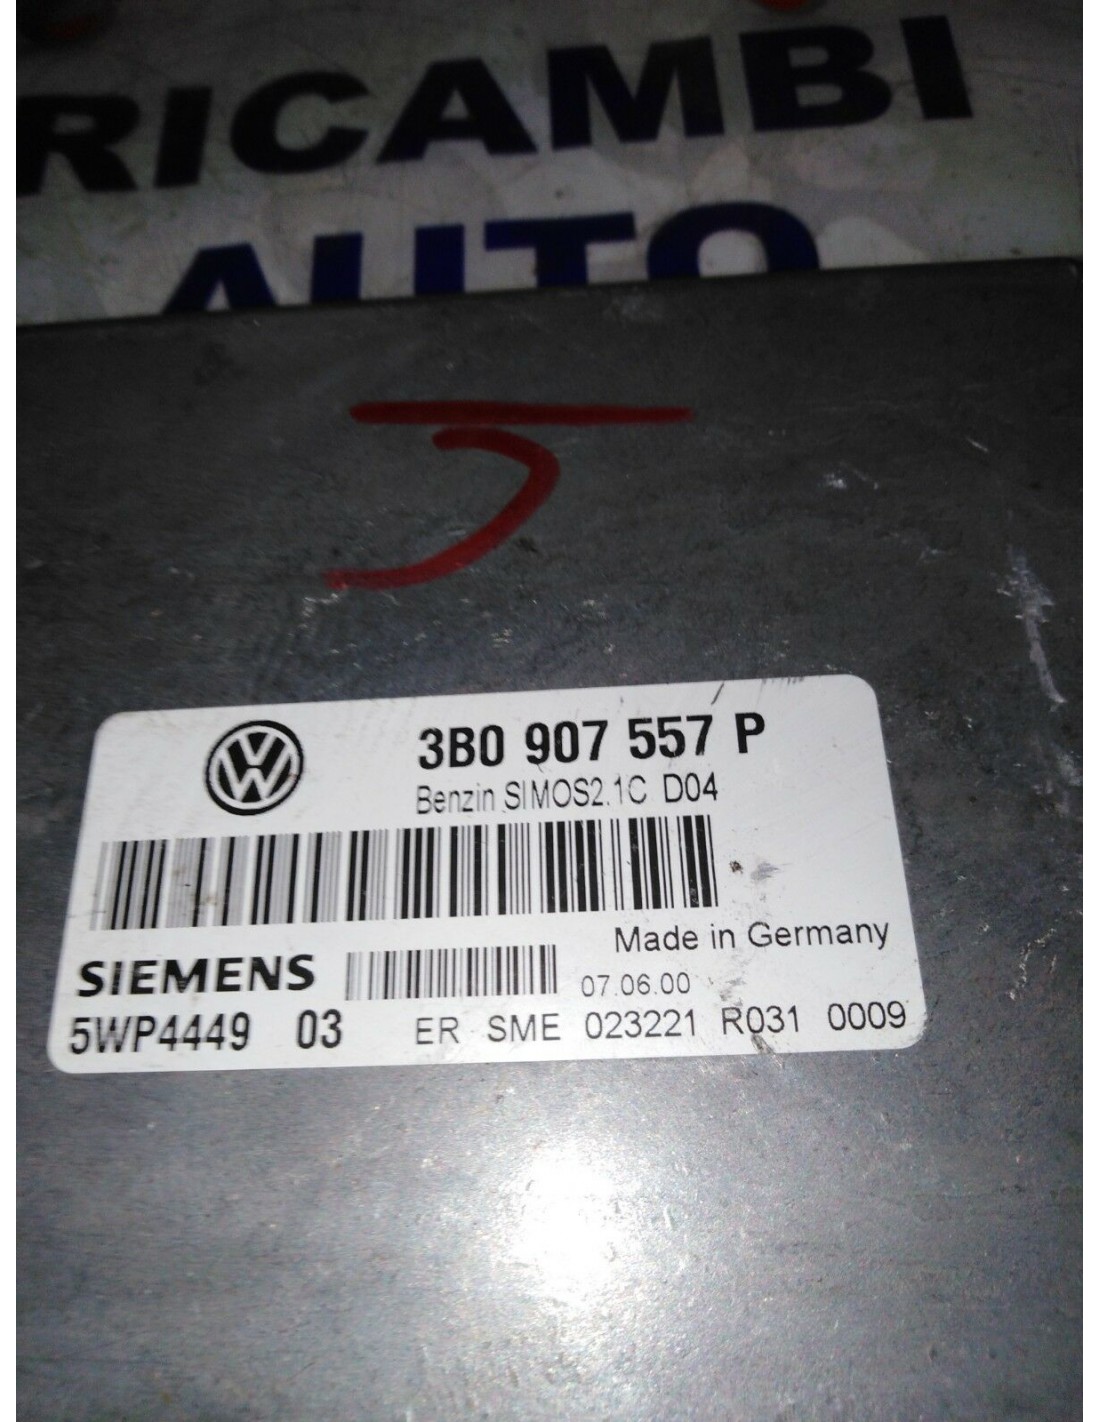 RICAMBI
AUTO
5
3B0 907 557 P
Benzin SIMOS2.1C D04
Made in Germany
SIEMENS
07.06.00
5WP4449 03 ER SME 023221 R031 0009